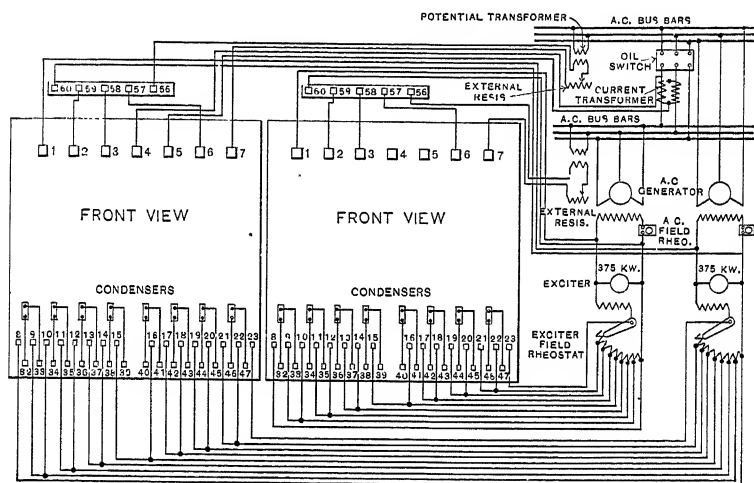 POTENTIAL TRANSFORMER
A.C. BUS BARS
OIL SWITCH
EXTERNAL RESIS
CURRENT TRANSFORMER
60 59 58 57 56
60 59 58 57 56
A.C. BUS BARS
1 2 3 4 5 6 7
1 2 3 4 5 6 7
A.C. GENERATOR
FRONT VIEW
FRONT VIEW
EXTERNAL RESIS.
A.C. FIELD RHEO.
CONDENSERS
CONDENSERS
EXCITER
375 KW.
375 KW.
EXCITER FIELD RHEOSTAT
8 9 10 11 12 13 14 15 16 17 18 19 20 21 22 23
8 9 10 11 12 13 14 15 16 17 18 19 20 21 22 23
32 33 34 35 36 37 38 39 40 41 42 43 44 45 46 47
32 33 34 35 36 37 38 39 40 41 42 43 44 45 46 47